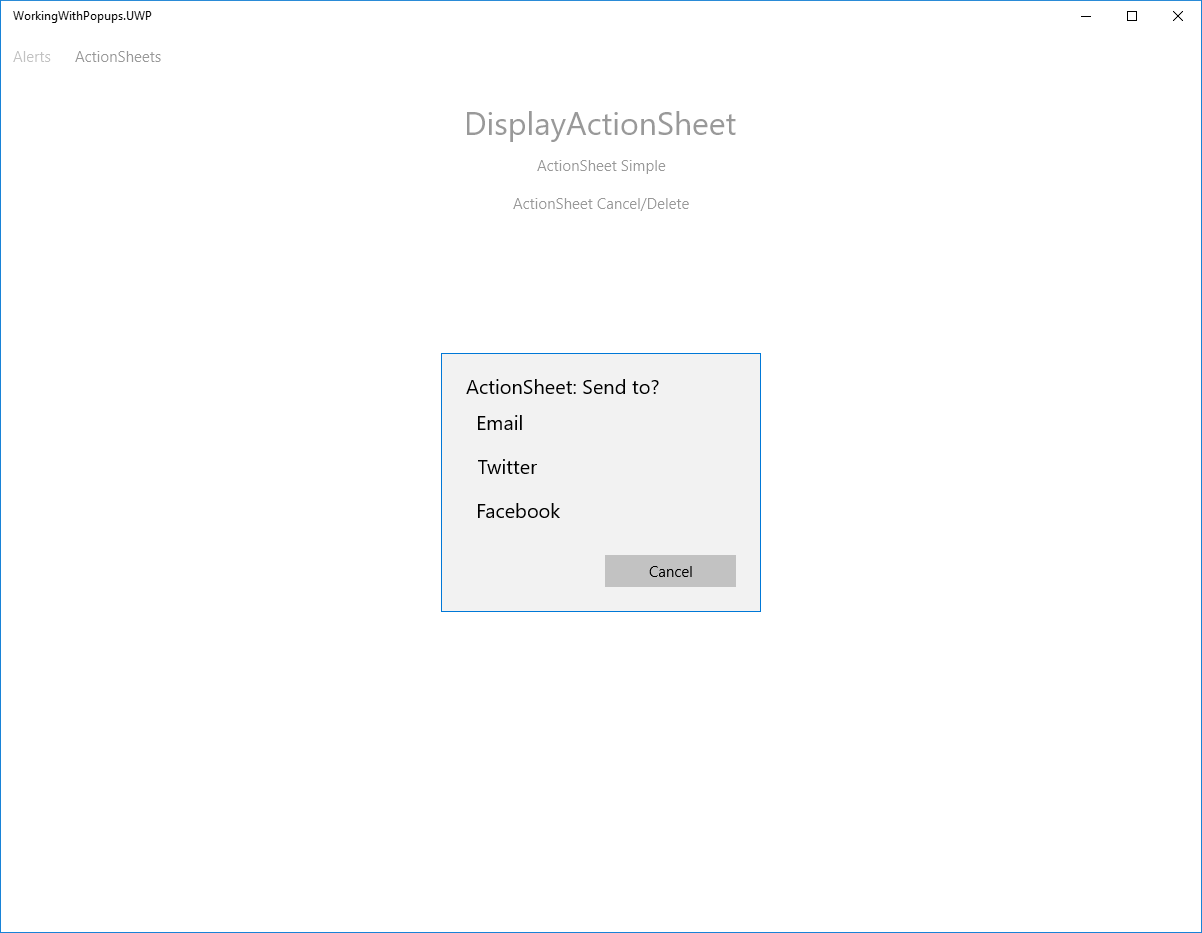 WorkingWithPopups.UWP
Alerts ActionSheets
DisplayActionSheet
ActionSheet Simple
ActionSheet Cancel/Delete
ActionSheet: Send to?
Email
Twitter
Facebook
Cancel